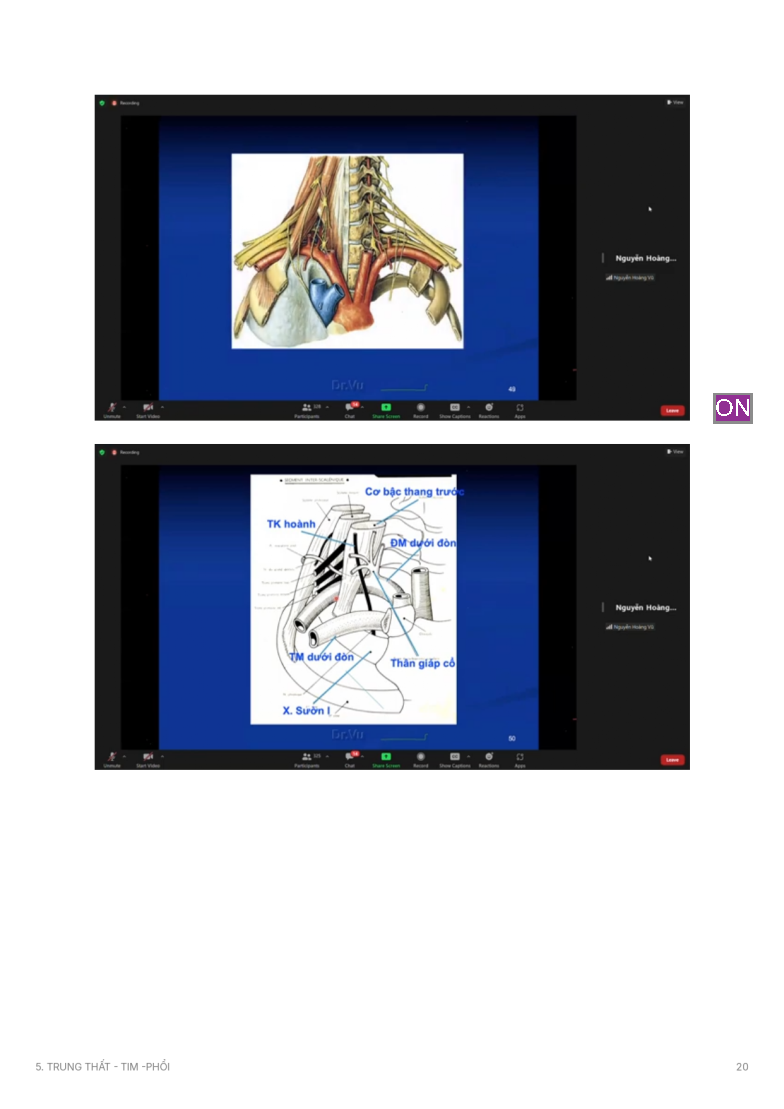 Recording
View
Nguyễn Hoàng...
Nguyễn Hoàng Vũ
Dr.Vu
48
Unmute
Start Video
Participants
Chat
Share Screen
Record
Show Captions
Reactions
Apps
Leave
ON
Recording
View
Cơ bậc thang trước
TK hoành
ĐM dưới đòn
Nguyễn Hoàng...
Nguyễn Hoàng Vũ
TM dưới đòn
Thân giáp cổ
X. Sườn I
Dr.Vu
50
Unmute
Start Video
Participants
Chat
Share Screen
Record
Show Captions
Reactions
Apps
Leave
5. TRUNG THẤT - TIM -PHỔI
20